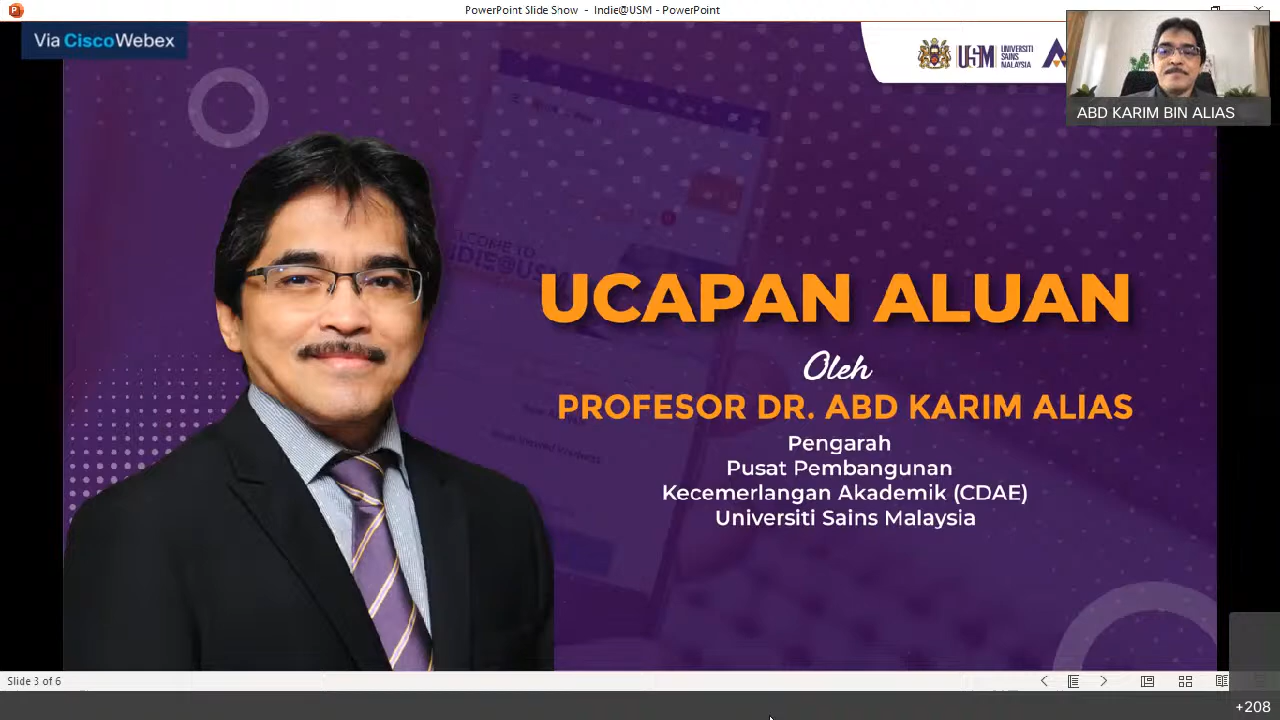 PowerPoint Slide Show - Indie@USM - PowerPoint
Via CiscoWebex
USM UNIVERSITI
SAINS
MALAYSIA
ABD KARIM BIN ALIAS
UCAPAN ALUAN
Oleh
PROFESOR DR. ABD KARIM ALIAS
Pengarah
Pusat Pembangunan
Kecemerlangan Akademik (CDAE)
Universiti Sains Malaysia
Slide 3 of 6
+208